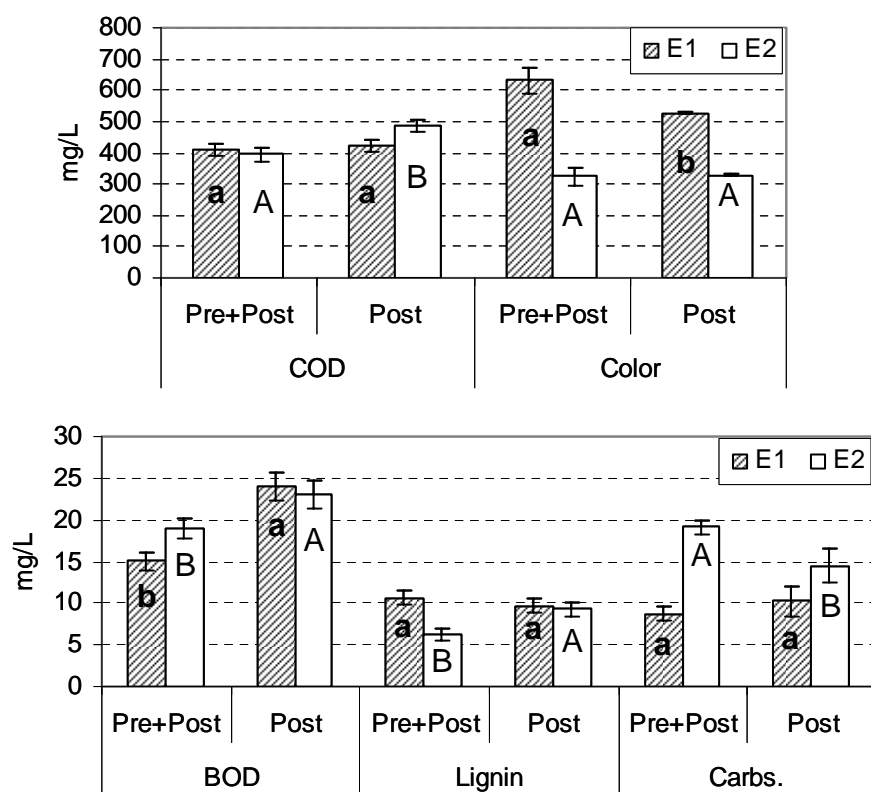 800
700
600
500
400
300
200
100
0
mg/L
E1 E2
a A a B a A b A
Pre+Post Post Pre+Post Post
COD Color
30
25
20
15
10
5
0
mg/L
E1 E2
b B a A a B a A a A a B
Pre+Post Post Pre+Post Post Pre+Post Post
BOD Lignin Carbs.